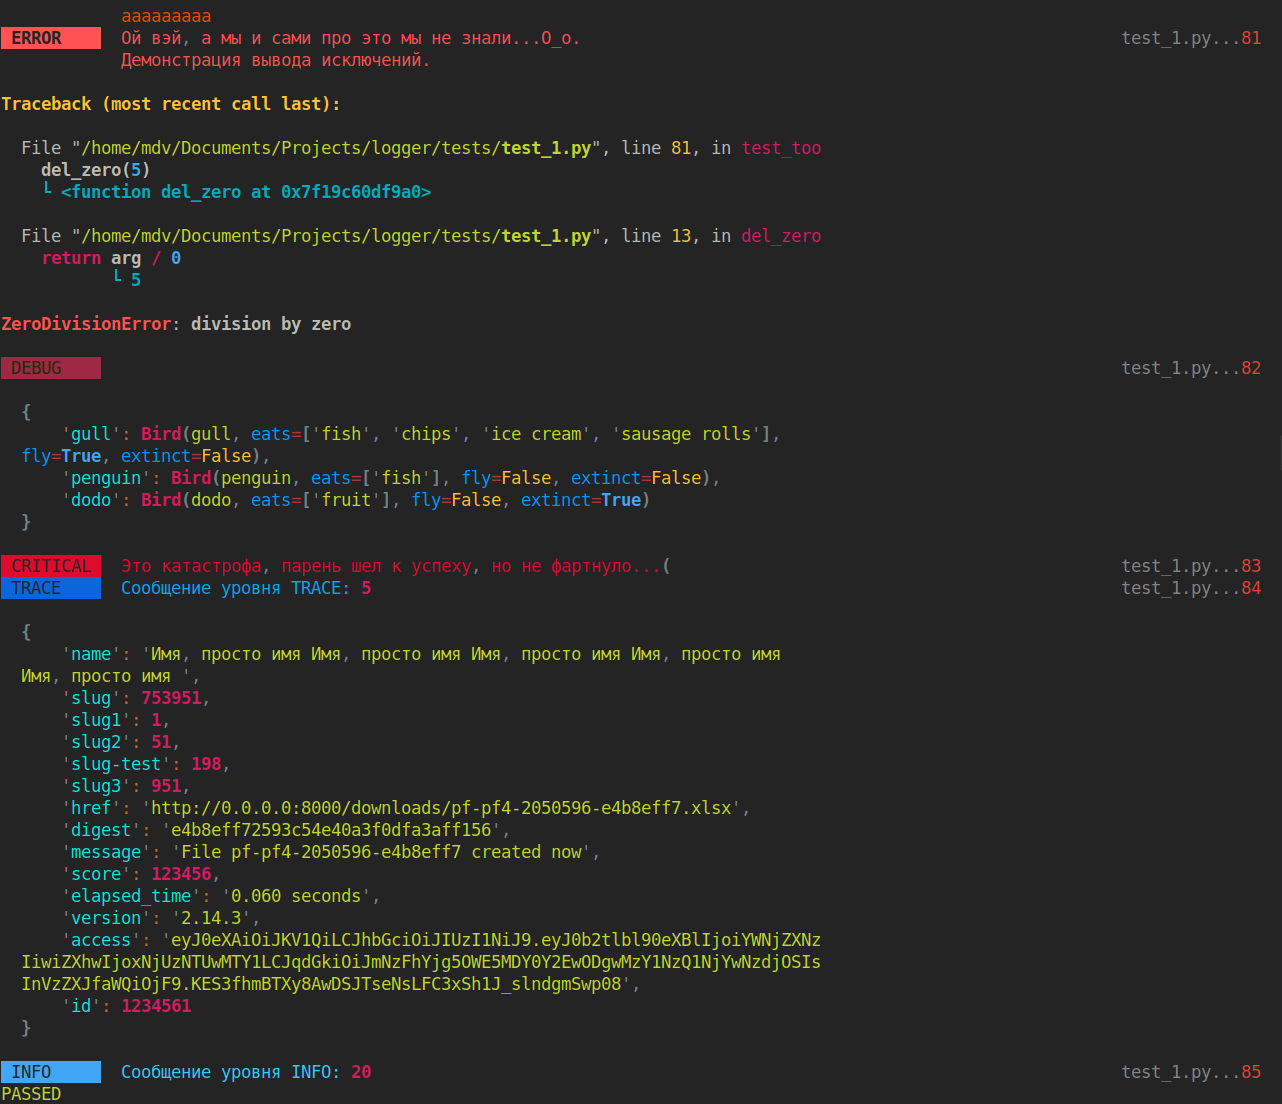 aaaaaaaaa
ERROR Ой вэй, а мы и сами про это мы не знали...О_о. test_1.py...81
Демонстрация вывода исключений.
Traceback (most recent call last):
File "/home/mdv/Documents/Projects/logger/tests/test_1.py", line 81, in test_too
del_zero(5)
└ <function del_zero at 0x7f19c60df9a0>
File "/home/mdv/Documents/Projects/logger/tests/test_1.py", line 13, in del_zero
return arg / 0
└ 5
ZeroDivisionError: division by zero
DEBUG test_1.py...82
{
'gull': Bird(gull, eats=['fish', 'chips', 'ice cream', 'sausage rolls'],
fly=True, extinct=False),
'penguin': Bird(penguin, eats=['fish'], fly=False, extinct=False),
'dodo': Bird(dodo, eats=['fruit'], fly=False, extinct=True)
}
CRITICAL Это катастрофа, парень шел к успеху, но не фартнуло...( test_1.py...83
TRACE Сообщение уровня TRACE: 5 test_1.py...84
{
'name': 'Имя, просто имя Имя, просто имя Имя, просто имя Имя, просто имя
Имя, просто имя ',
'slug': 753951,
'slug1': 1,
'slug2': 51,
'slug-test': 198,
'slug3': 951,
'href': 'http://0.0.0.0:8000/downloads/pf-pf4-2050596-e4b8eff7.xlsx',
'digest': 'e4b8eff72593c54e40a3f0dfa3aff156',
'message': 'File pf-pf4-2050596-e4b8eff7 created now',
'score': 123456,
'elapsed_time': '0.060 seconds',
'version': '2.14.3',
'access': 'eyJ0eXAiOiJKV1QiLCJhbGciOiJIUzI1NiJ9.eyJ0b2tlbl90eXBlIjoiYWNjZXNz
IiwiZXhwIjoxNjUzNTUwMTY1LCJqdGkiOiJmNzFhYjg5OWE5MDY0Y2EwODgwMzY1NzQ1NjYwNzdjOSIs
InVzZXJfaWQiOjF9.KES3fhmBTXy8AwDSJTseNsLFC3xSh1J_slndgmSwp08',
'id': 1234561
}
INFO Сообщение уровня INFO: 20 test_1.py...85
PASSED